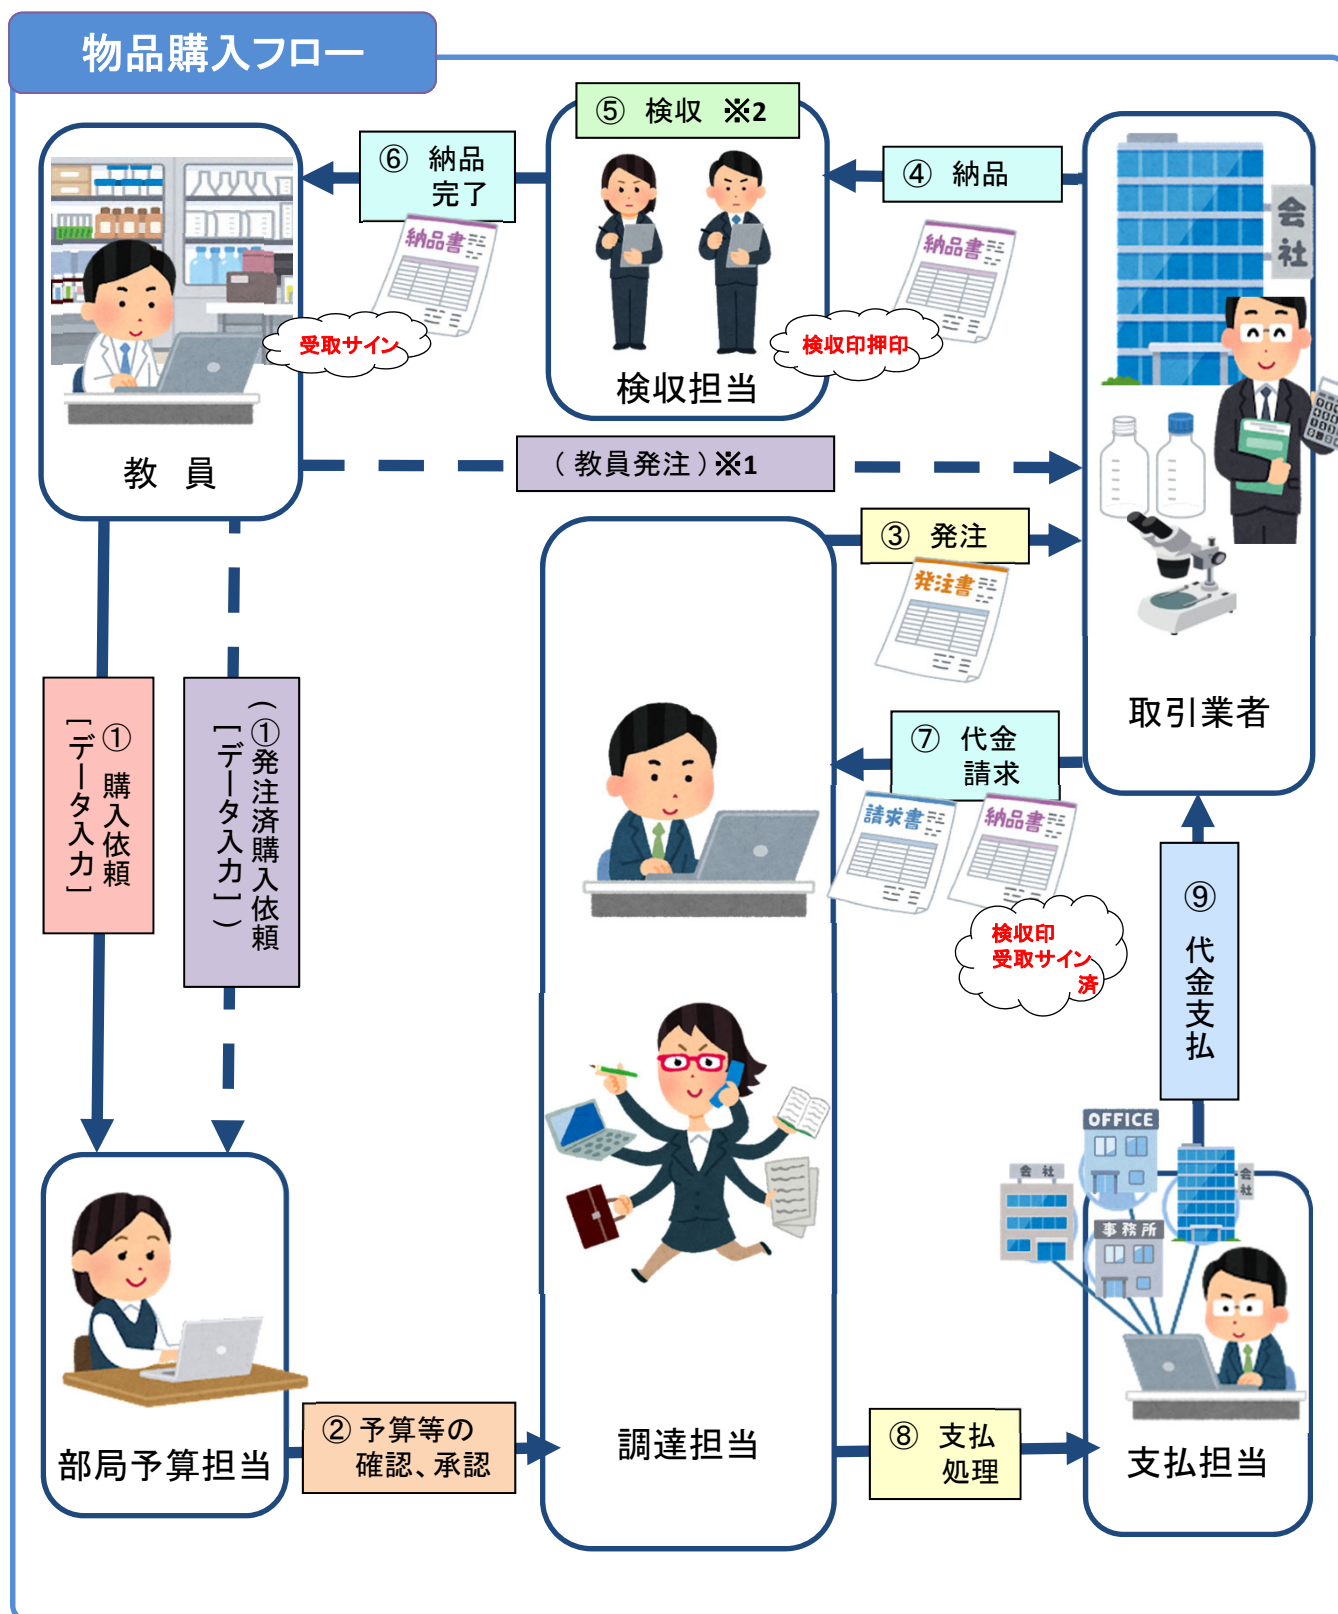 物品購入フロー
⑤ 検収 ※2
⑥ 納品
完了
④ 納品
会社
納品書
納品書
受取サイン
検収印押印
検収担当
教 員
（ 教員発注 ）※1
③ 発注
発注書
取引業者
① 購入依頼
［データ入力］
（①発注済購入依頼
［データ入力］）
⑦ 代金
請求
請求書
納品書
検収印
受取サイン
済
⑨ 代金支払
OFFICE
会社
会社
事務所
② 予算等の
確認、承認
部局予算担当
調達担当
⑧ 支払
処理
支払担当